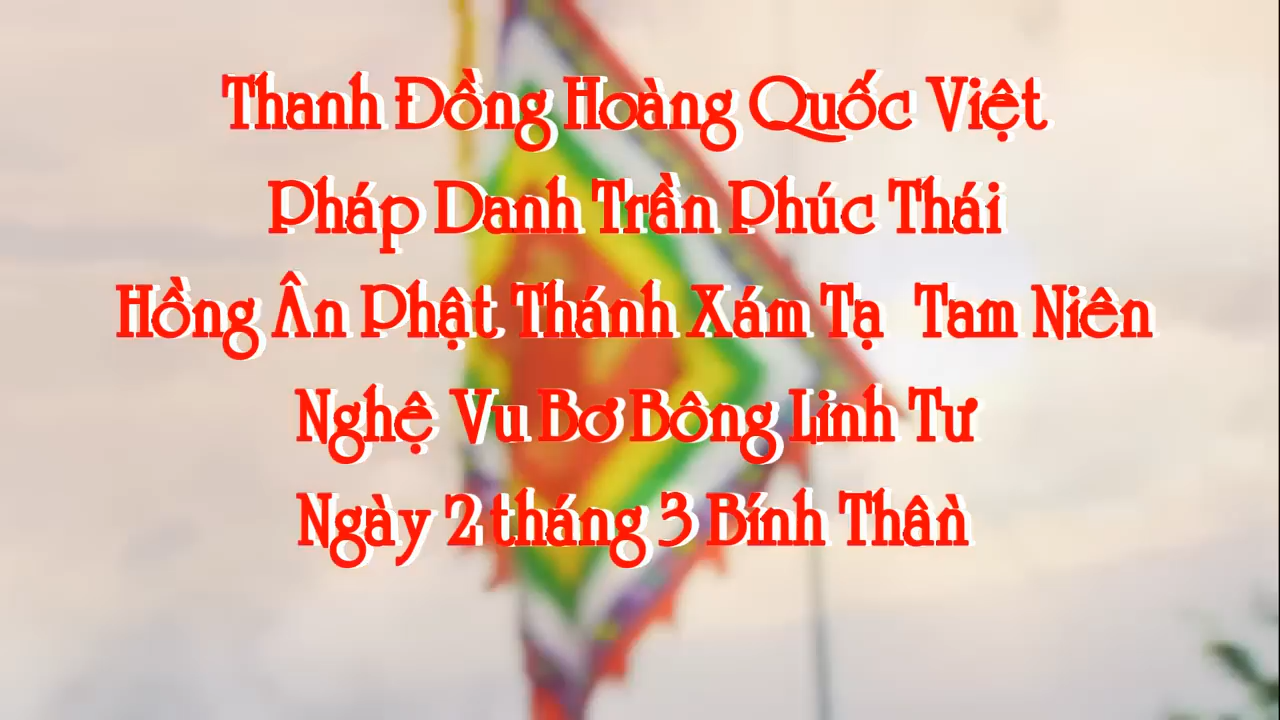 Thanh Đồng Hoàng Quốc Việt
Pháp Danh Trần Phúc Thái
Hồng Ân Phật Thánh Xám Tạ Tam Niên
Nghệ Vu Bơ Bông Linh Tư
Ngày 2 tháng 3 Bính Thần